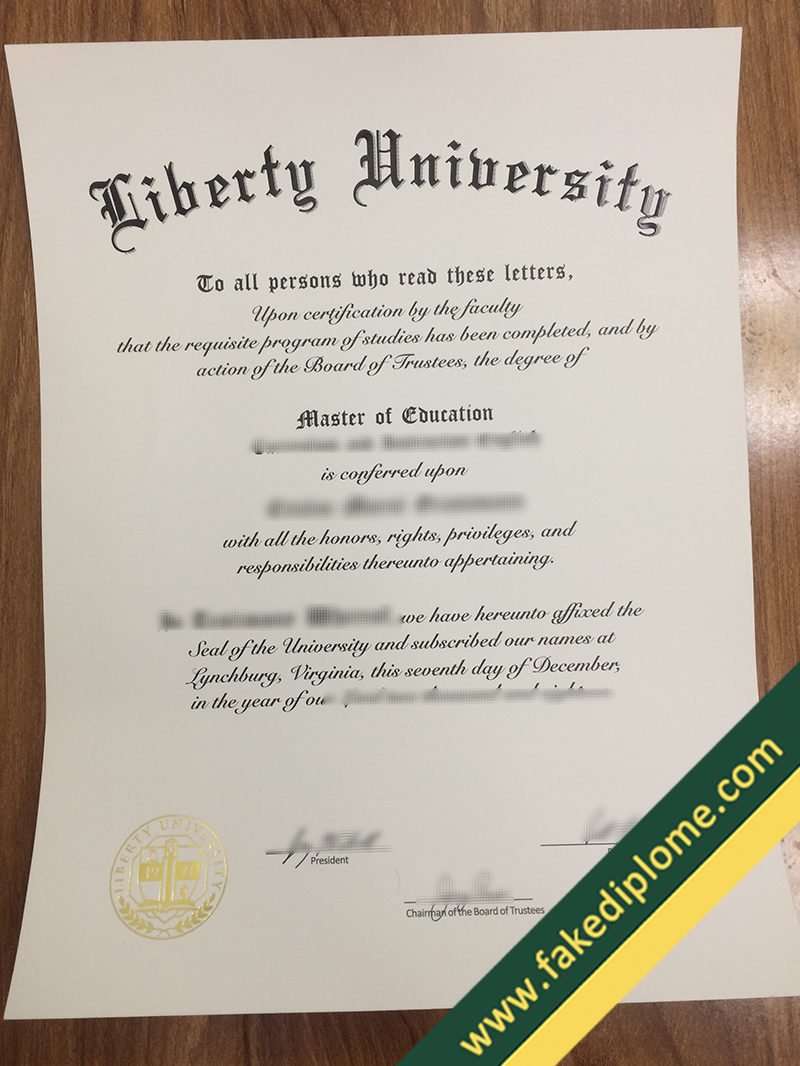 Liberty University
To all persons who read these letters,
Upon certification by the faculty
that the requisite program of studies has been completed, and by
action of the Board of Trustees, the degree of
Master of Education
is conferred upon
with all the honors, rights, privileges, and
responsibilities thereunto appertaining.
we have hereunto affixed the
Seal of the University and subscribed our names at
Lynchburg, Virginia, this seventh day of December,
in the year of our
LIBERTY UNIVERSITY
1971
President
Chairman of the Board of Trustees
www.fakediplome.com